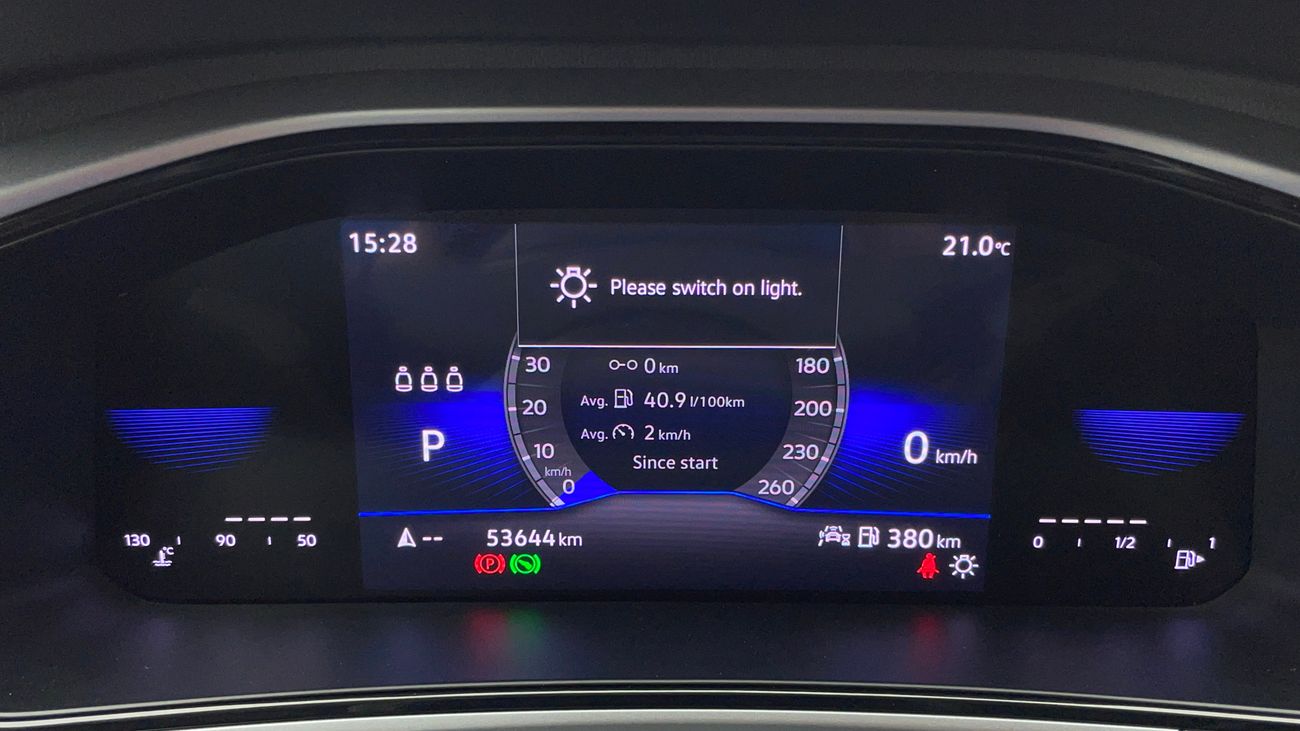 15:28
21.0°C
Please switch on light.
30
20
10
km/h
0
0 km
Avg. 40.9 l/100km
Avg. 2 km/h
Since start
180
200
230
260
P
0 km/h
130
90
50
°C
-- 
53644 km
380 km
P
0
1/2
1